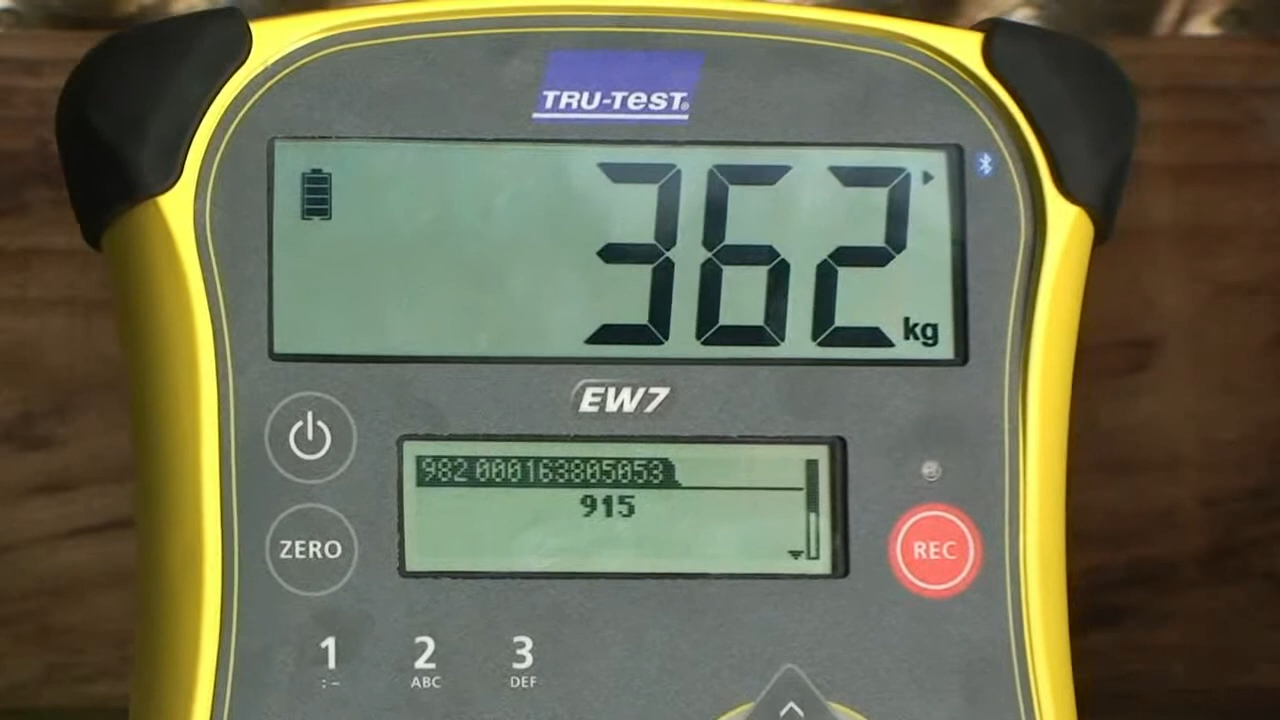 TRU-TEST®
362
kg
EW7
982 000163805053
915
ZERO
REC
1 2 3
:– ABC DEF